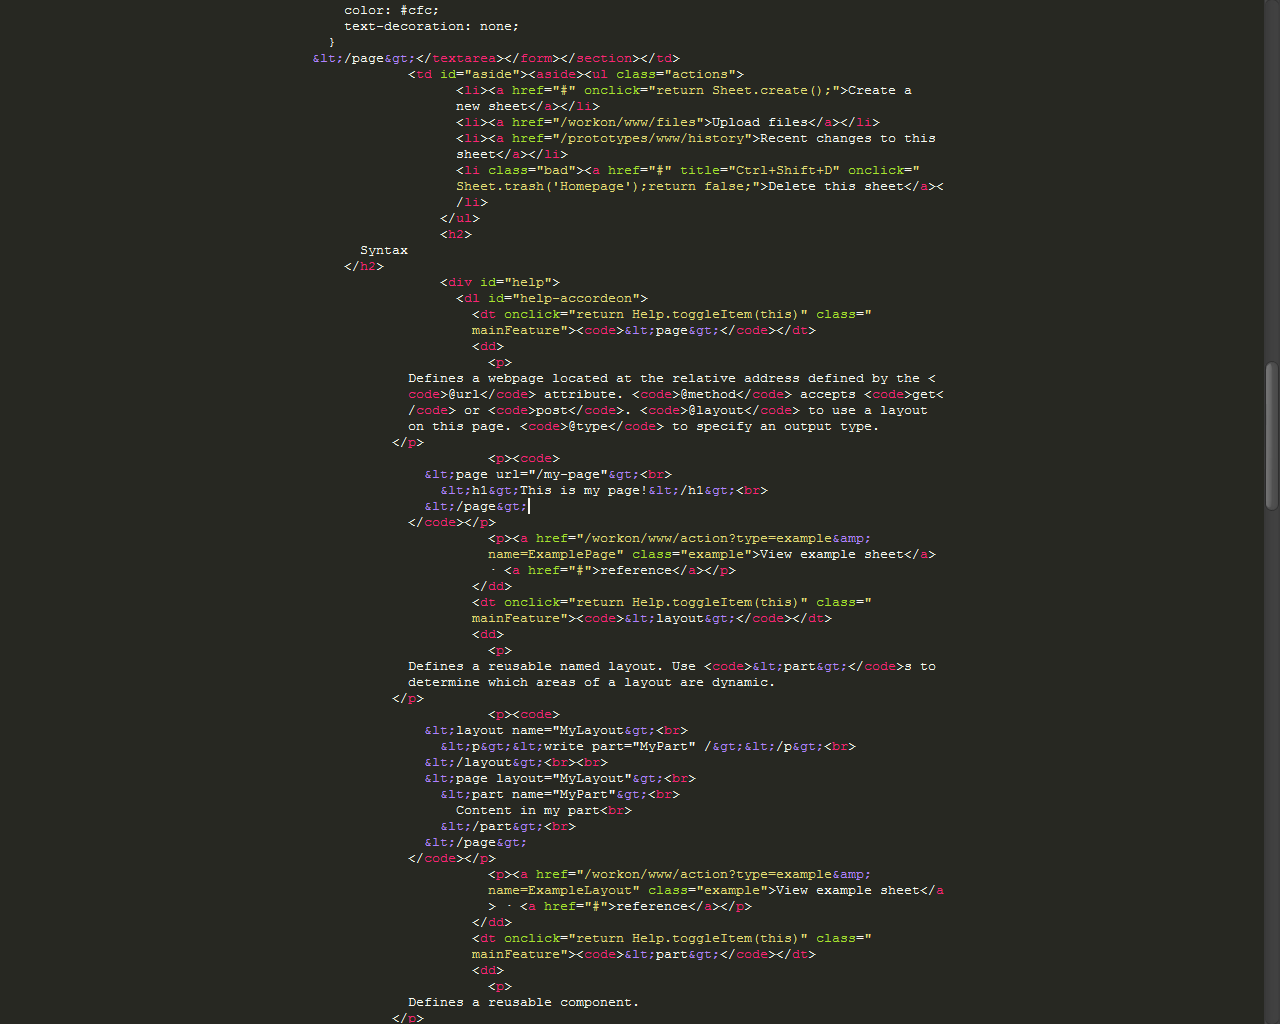 color: #cfc;
text-decoration: none;
}
&lt;/page&gt;</textarea></form></section></td>
<td id="aside"><aside><ul class="actions">
<li><a href="#" onclick="return Sheet.create();">Create a
new sheet</a></li>
<li><a href="/workon/www/files">Upload files</a></li>
<li><a href="/prototypes/www/history">Recent changes to this
sheet</a></li>
<li class="bad"><a href="#" title="Ctrl+Shift+D" onclick="
Sheet.trash('Homepage');return false;">Delete this sheet</a><
/li>
</ul>
<h2>
Syntax
</h2>
<div id="help">
<dl id="help-accordeon">
<dt onclick="return Help.toggleItem(this)" class="
mainFeature"><code>&lt;page&gt;</code></dt>
<dd>
<p>
Defines a webpage located at the relative address defined by the <
code>@url</code> attribute. <code>@method</code> accepts <code>get<
/code> or <code>post</code>. <code>@layout</code> to use a layout
on this page. <code>@type</code> to specify an output type.
</p>
<p><code>
&lt;page url="/my-page"&gt;<br>
&lt;h1&gt;This is my page!&lt;/h1&gt;<br>
&lt;/page&gt;
</code></p>
<p><a href="/workon/www/action?type=example&amp;
name=ExamplePage" class="example">View example sheet</a>
· <a href="#">reference</a></p>
</dd>
<dt onclick="return Help.toggleItem(this)" class="
mainFeature"><code>&lt;layout&gt;</code></dt>
<dd>
<p>
Defines a reusable named layout. Use <code>&lt;part&gt;</code>s to
determine which areas of a layout are dynamic.
</p>
<p><code>
&lt;layout name="MyLayout&gt;<br>
&lt;p&gt;&lt;write part="MyPart" /&gt;&lt;/p&gt;<br>
&lt;/layout&gt;<br><br>
&lt;page layout="MyLayout"&gt;<br>
&lt;part name="MyPart"&gt;<br>
Content in my part<br>
&lt;/part&gt;<br>
&lt;/page&gt;
</code></p>
<p><a href="/workon/www/action?type=example&amp;
name=ExampleLayout" class="example">View example sheet</a
> · <a href="#">reference</a></p>
</dd>
<dt onclick="return Help.toggleItem(this)" class="
mainFeature"><code>&lt;part&gt;</code></dt>
<dd>
<p>
Defines a reusable component.
</p>